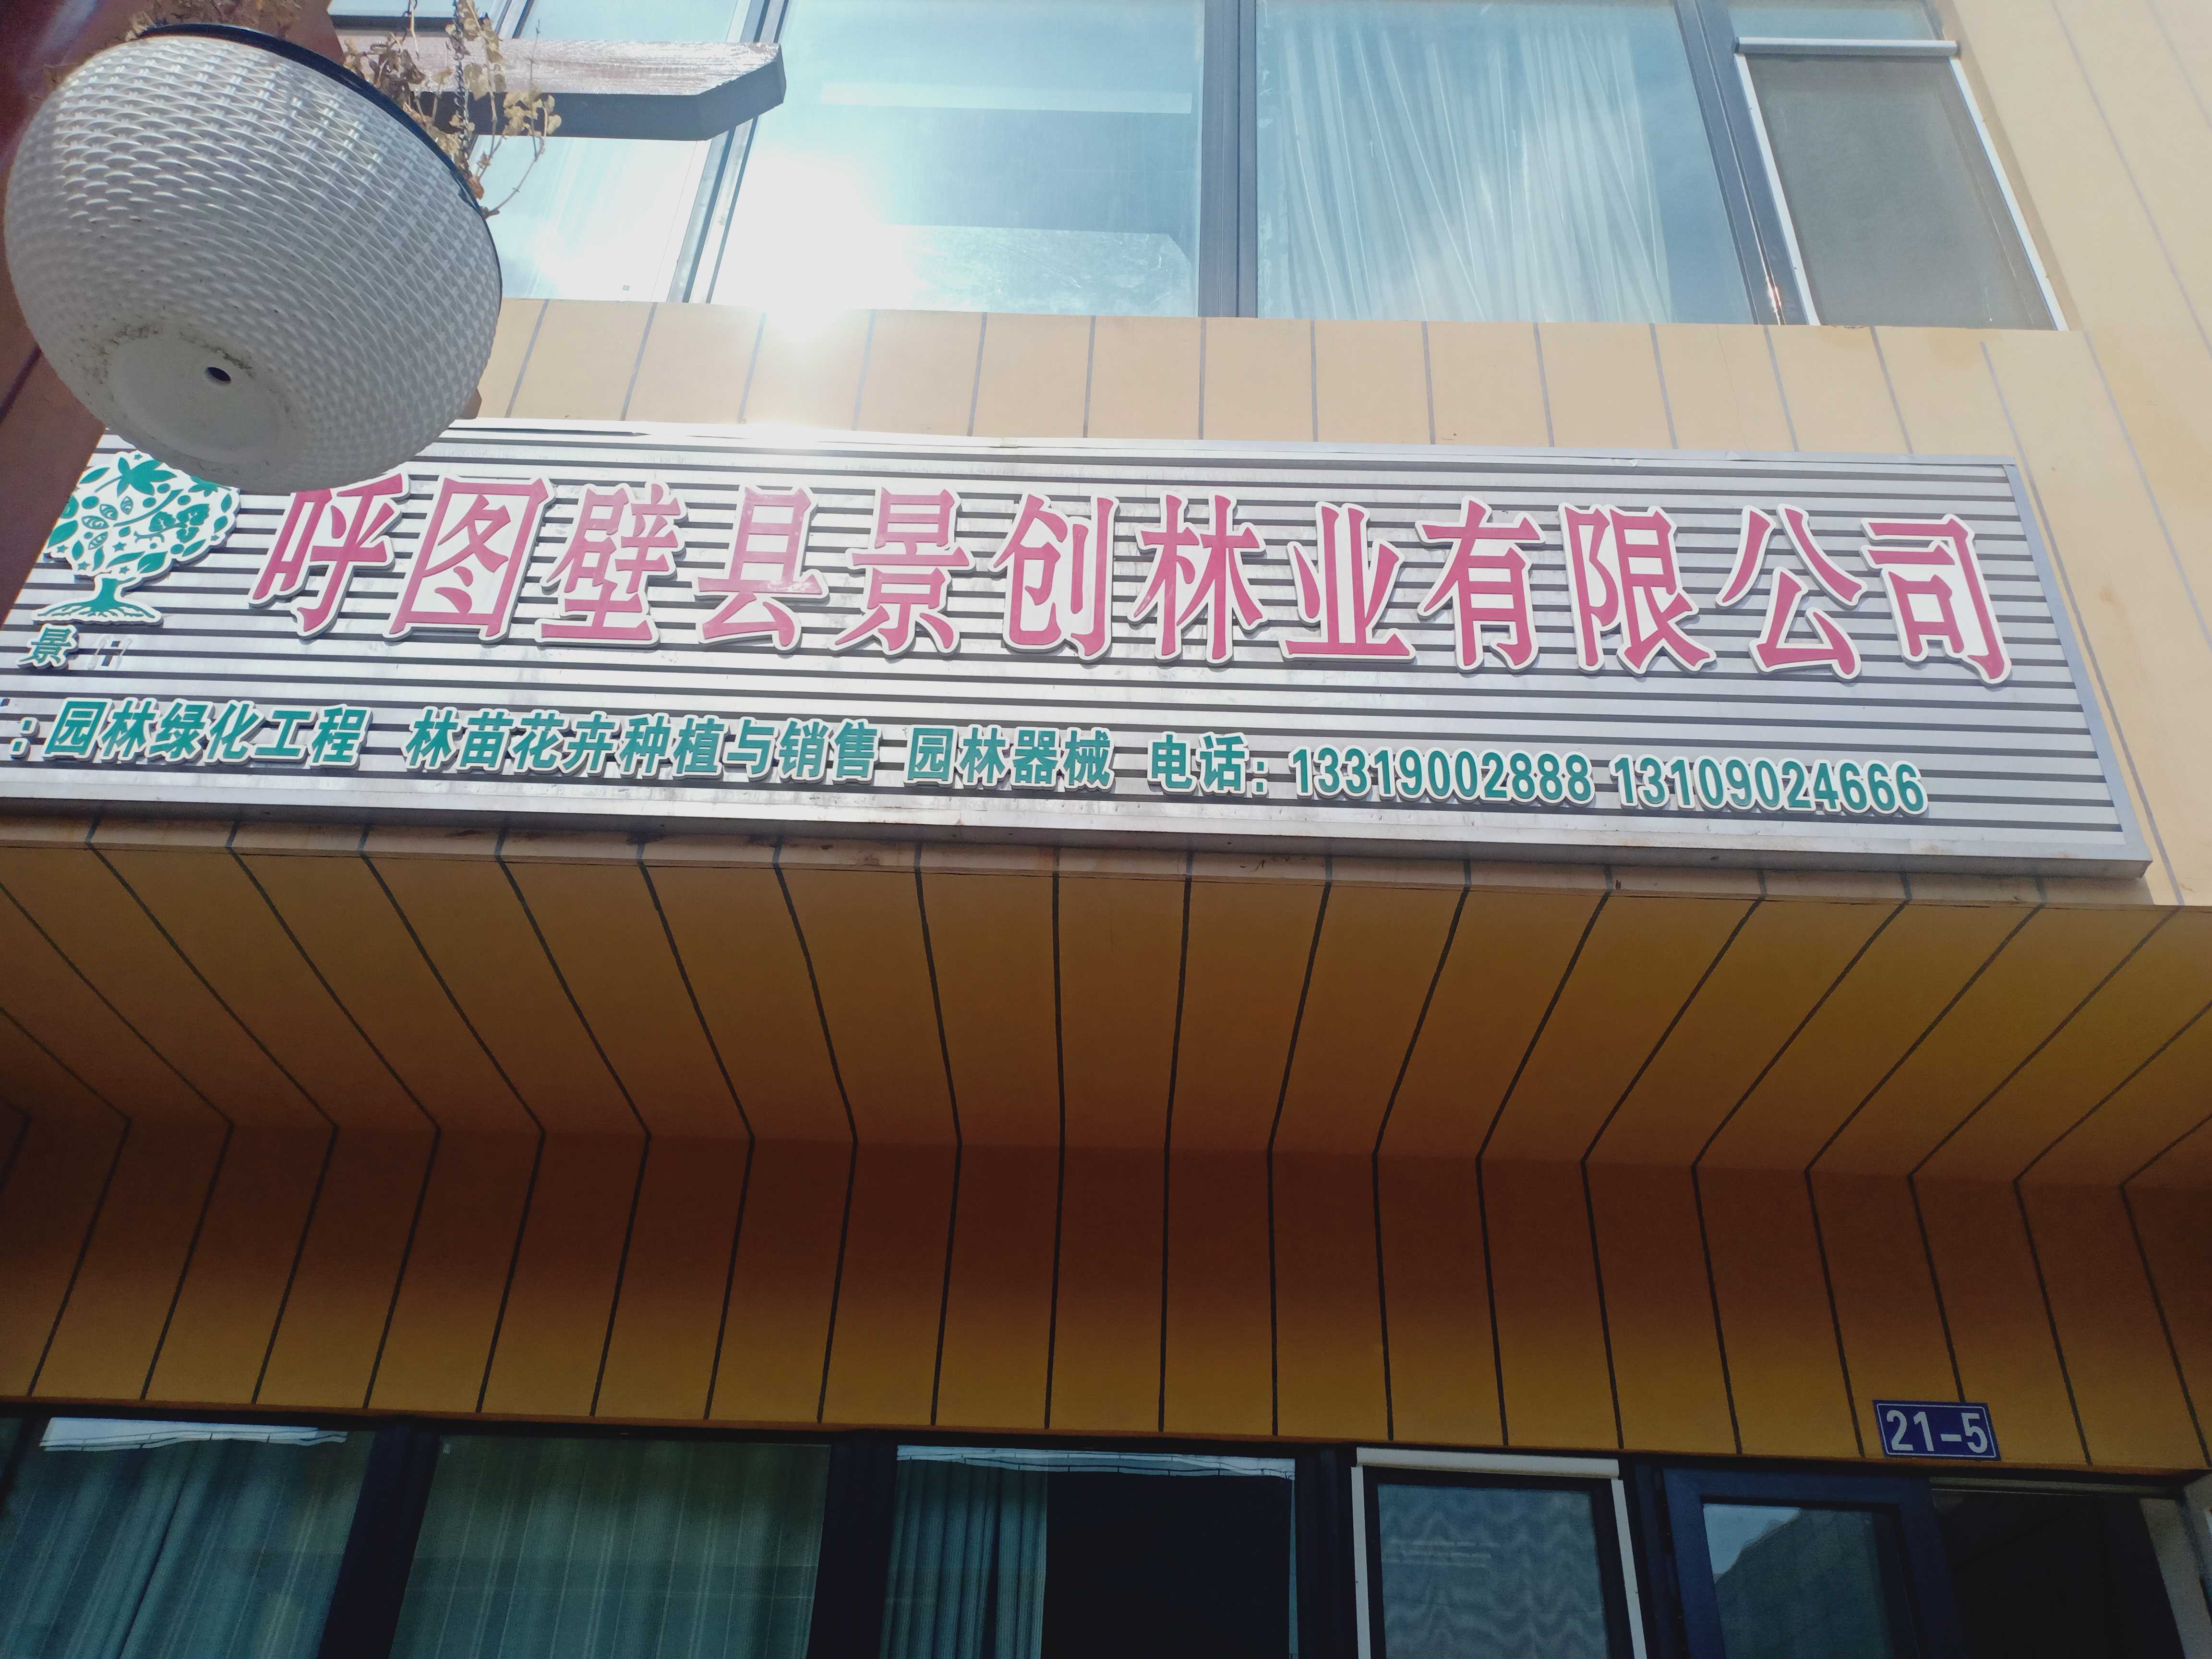 呼图壁县景创林业有限公司
景
：园林绿化工程 林苗花卉种植与销售 园林器械 电话：13319002888 13109024666
21-5